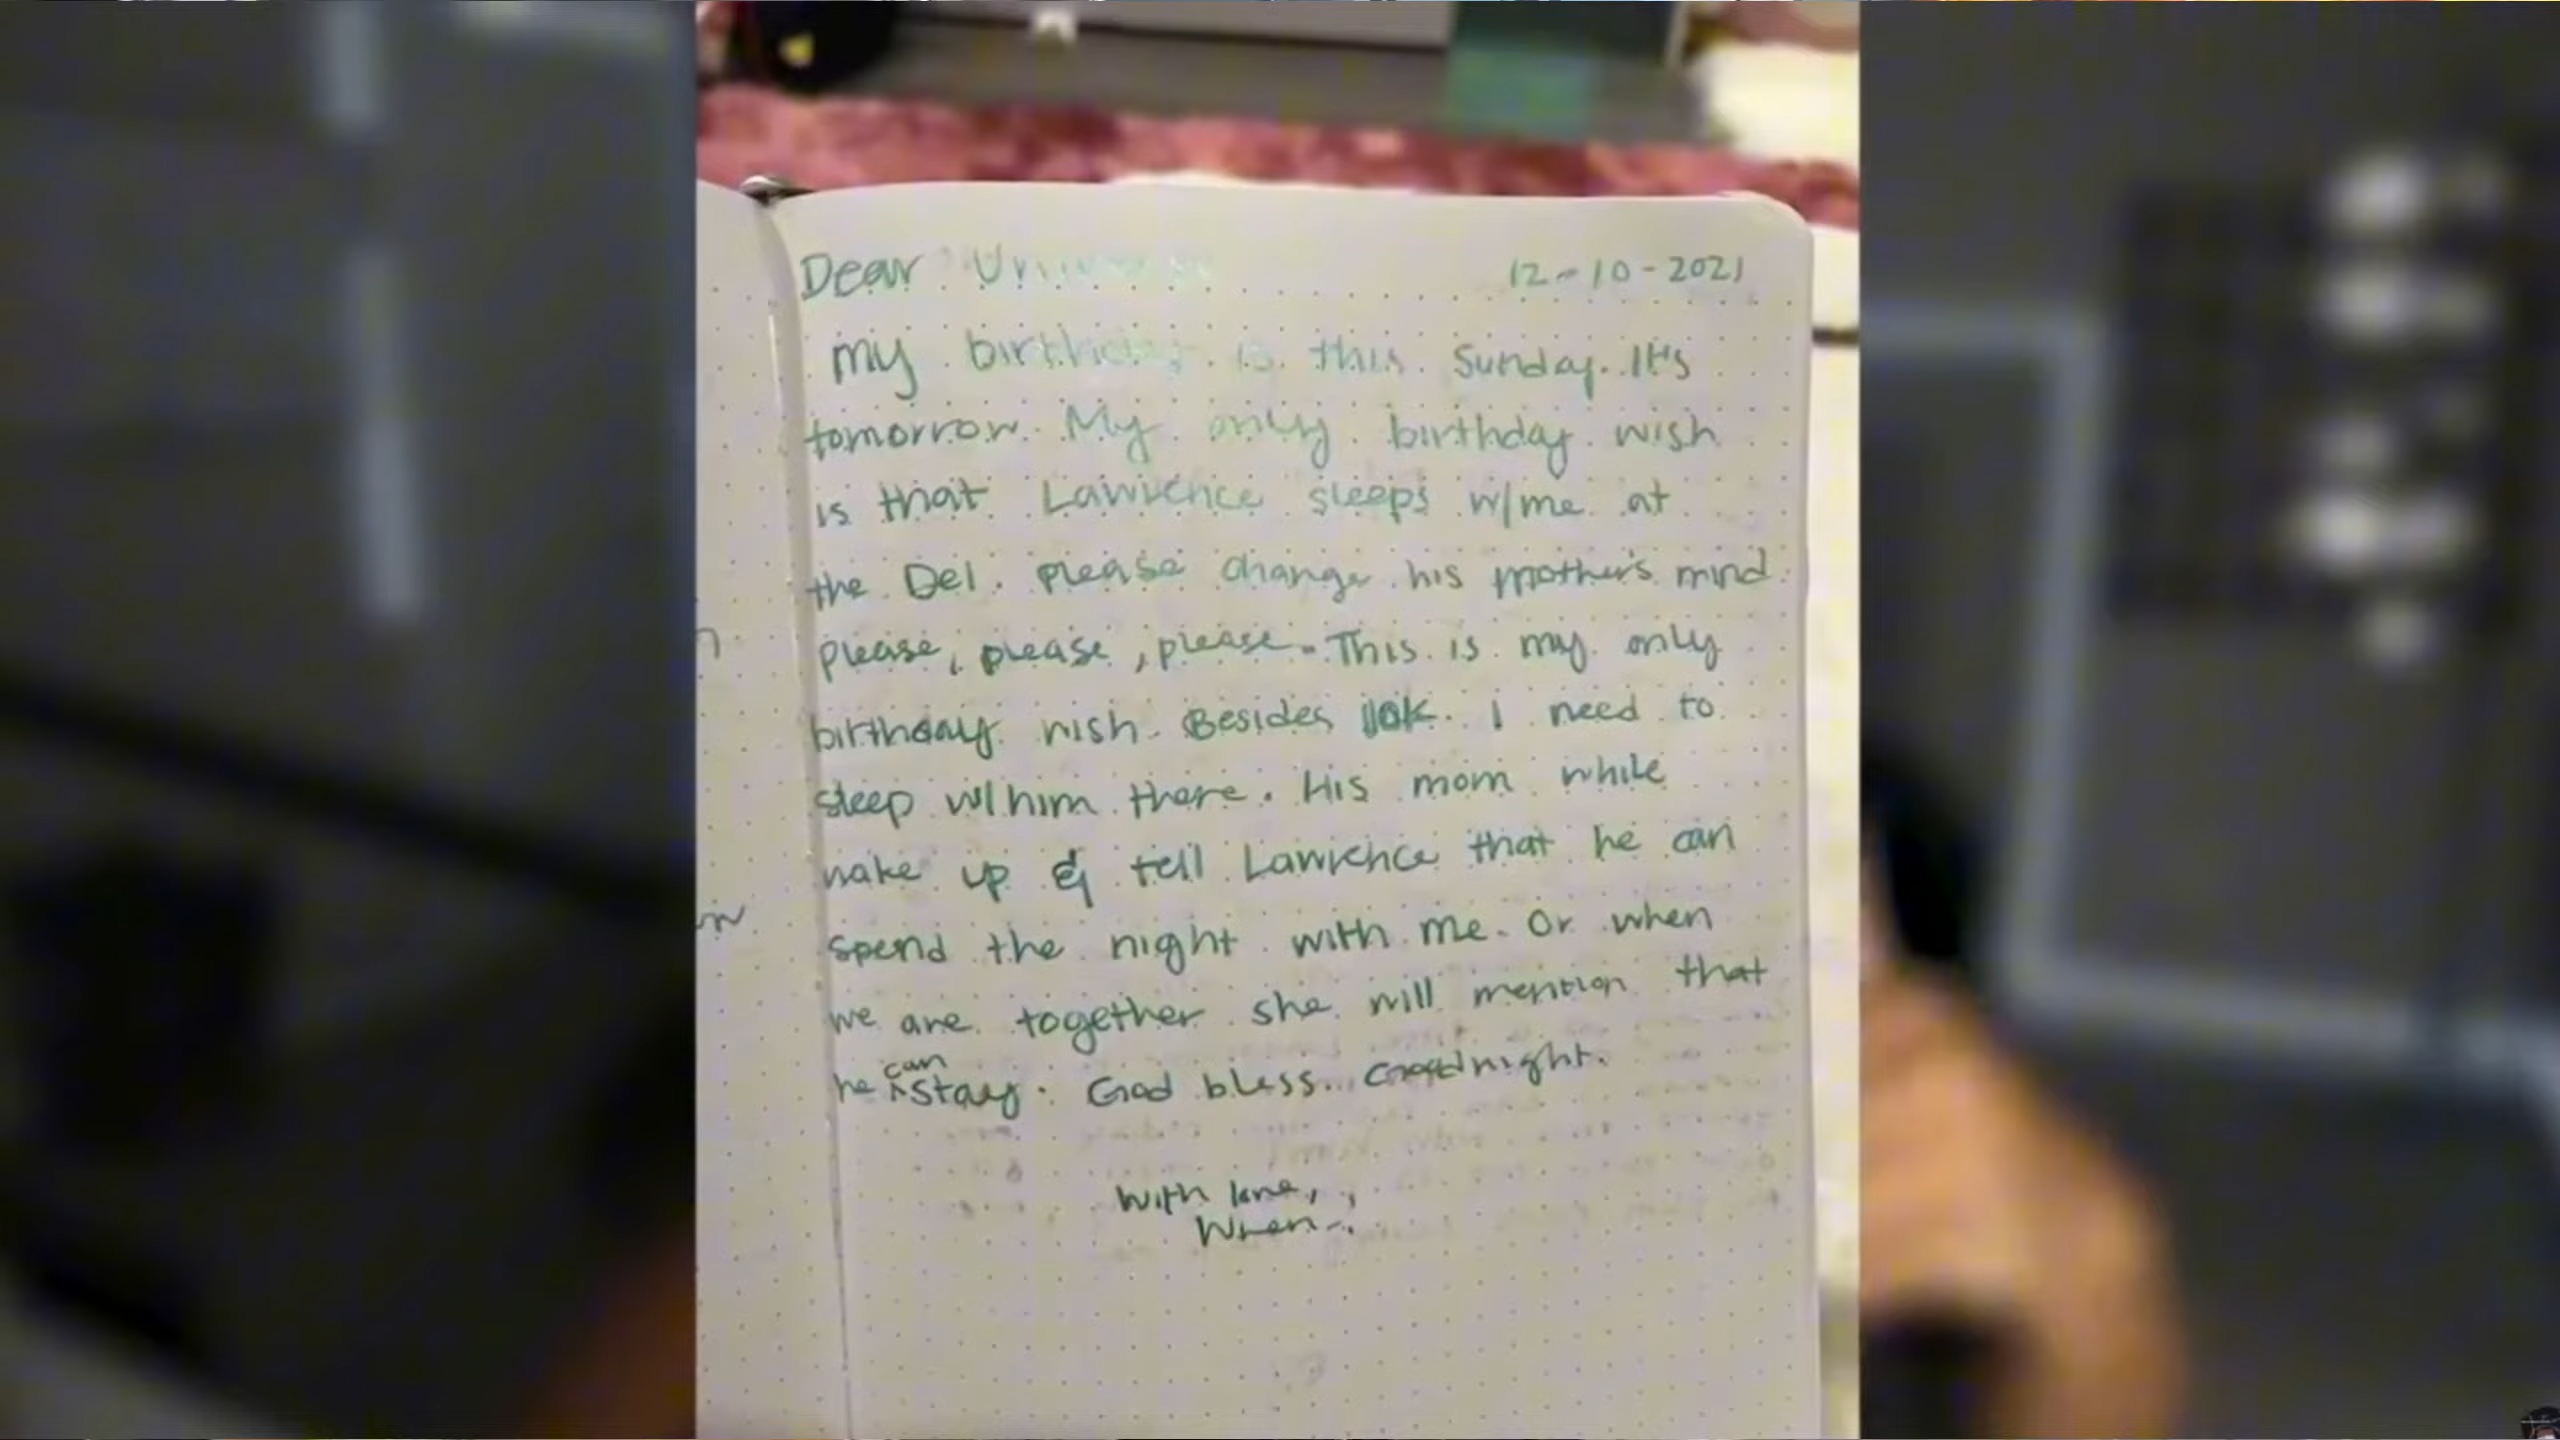 Dear Universe 12-10-2021
My birthday is this Sunday. It's
tomorrow. My only birthday wish
is that Lawrence sleeps w/me at
the Del. please change his mother's mind
please, please, please. This is my only
birthday wish. Besides 10k. I need to
sleep w/him there. His mom while
wake up & tell Lawrence that he can
spend the night with me. Or when
we are together she will mention that
can
he stay. God bless. Goodnight.
With love,